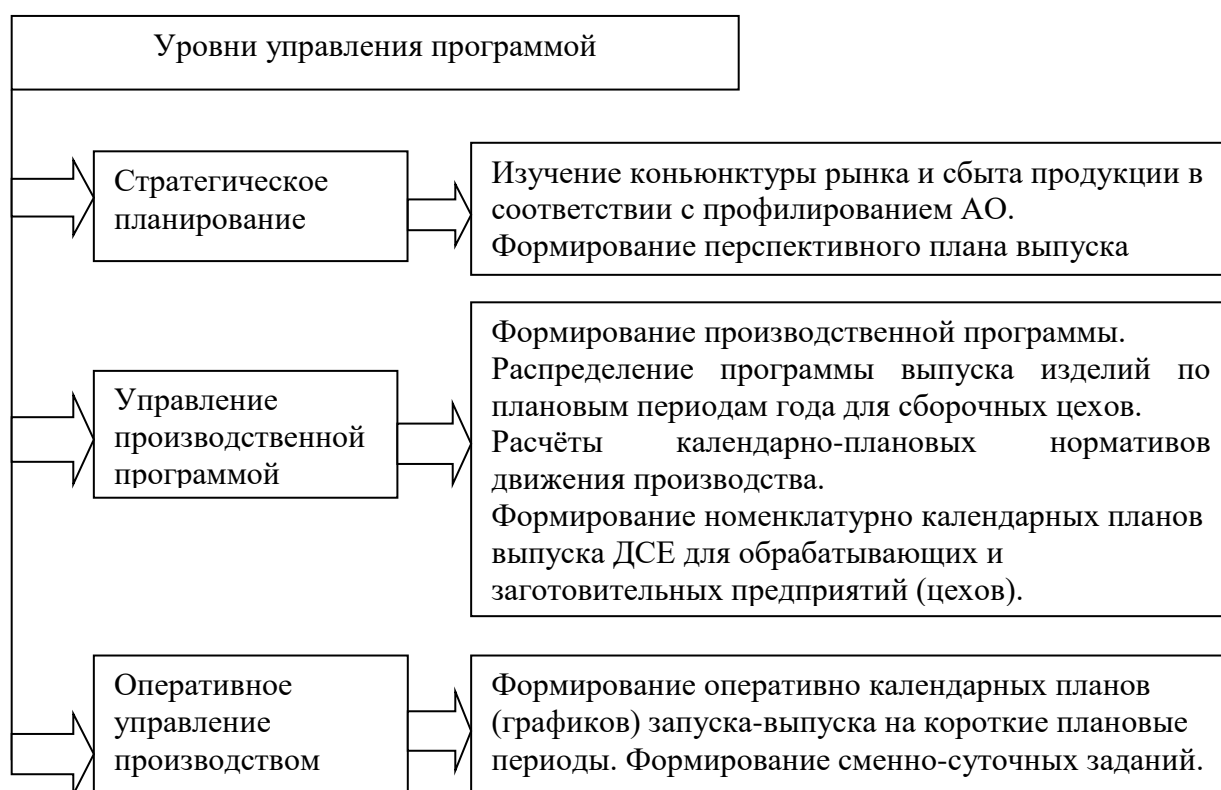 Уровни управления программой
Стратегическое
планирование
Изучение коньюнктуры рынка и сбыта продукции в
соответствии с профилированием АО.
Формирование перспективного плана выпуска
Управление
производственной
программой
Формирование производственной программы.
Распределение программы выпуска изделий по
плановым периодам года для сборочных цехов.
Расчёты календарно-плановых нормативов
движения производства.
Формирование номенклатурно календарных планов
выпуска ДСЕ для обрабатывающих и
заготовительных предприятий (цехов).
Оперативное
управление
производством
Формирование оперативно календарных планов
(графиков) запуска-выпуска на короткие плановые
периоды. Формирование сменно-суточных заданий.